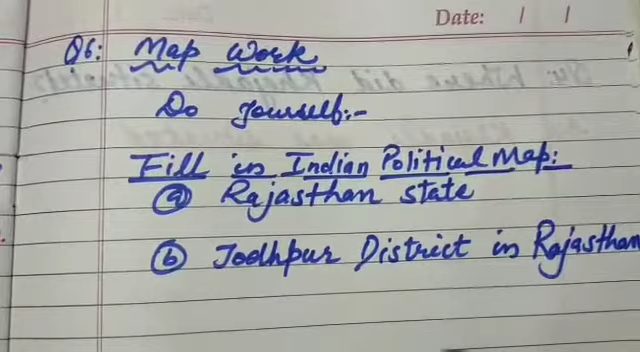 Date: / /
Q6: Map Work
Do yourself:-
Fill in Indian Political Map:
(a) Rajasthan state
(b) Jodhpur District in Rajasthan